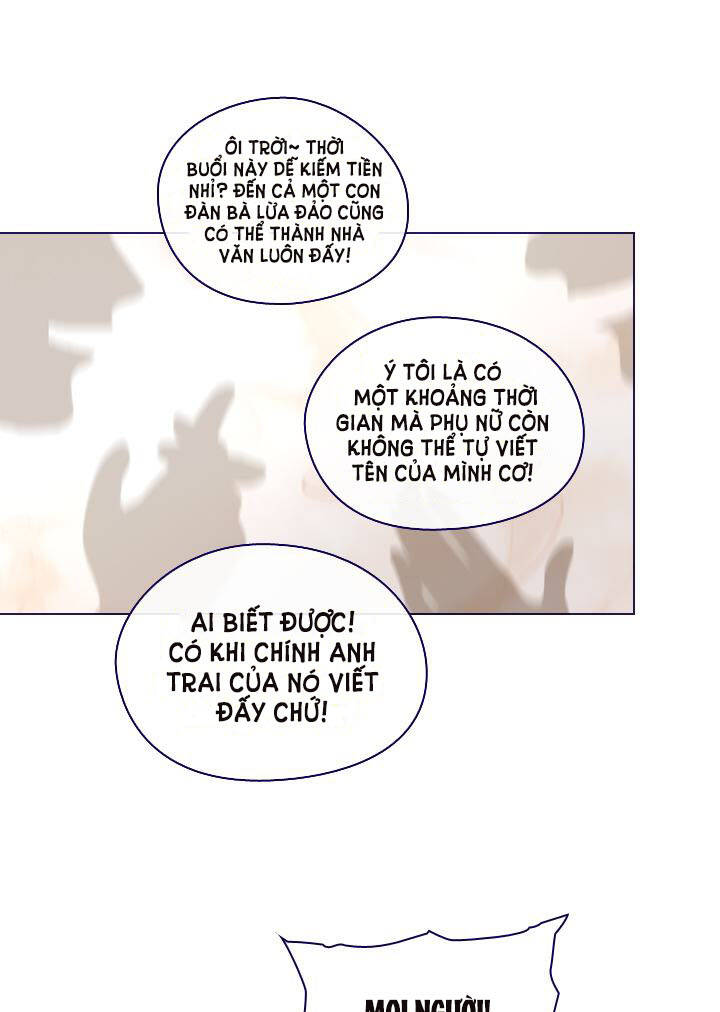 ÔI TRỜI~ THỜI
BUỔI NÀY DỄ KIẾM TIỀN
NHỈ? ĐẾN CẢ MỘT CON
ĐÀN BÀ LỪA ĐẢO CŨNG
CÓ THỂ THÀNH NHÀ
VĂN LUÔN ĐẤY!
Ý TÔI LÀ CÓ
MỘT KHOẢNG THỜI
GIAN MÀ PHỤ NỮ CÒN
KHÔNG THỂ TỰ VIẾT
TÊN CỦA MÌNH CƠ!
AI BIẾT ĐƯỢC!
CÓ KHI CHÍNH ANH
TRAI CỦA NÓ VIẾT
ĐẤY CHỨ!